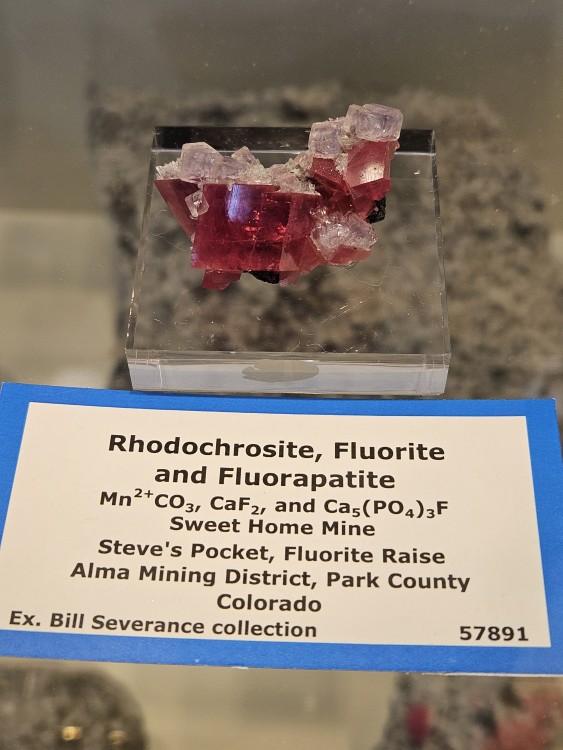 Rhodochrosite, Fluorite
and Fluorapatite
Mn²⁺CO₃, CaF₂, and Ca₅(PO₄)₃F
Sweet Home Mine
Steve's Pocket, Fluorite Raise
Alma Mining District, Park County
Colorado
Ex. Bill Severance collection 57891